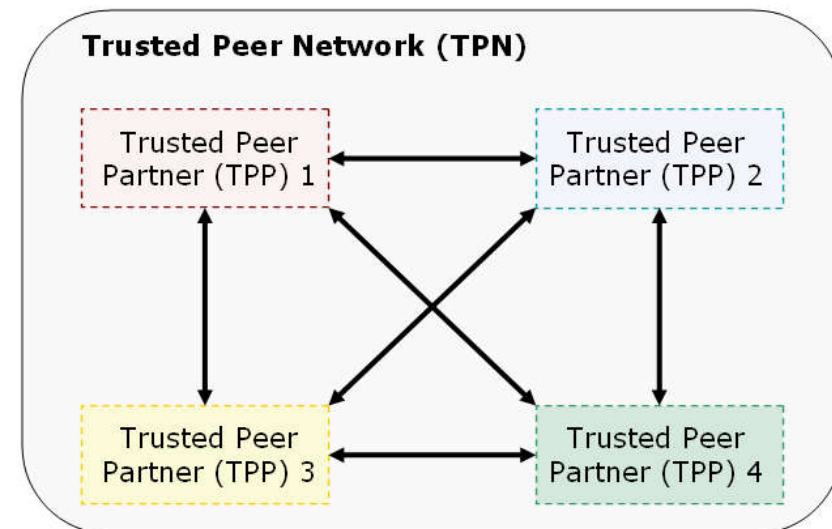 Trusted Peer Network (TPN)
Trusted Peer
Partner (TPP) 1
Trusted Peer
Partner (TPP) 2
Trusted Peer
Partner (TPP) 3
Trusted Peer
Partner (TPP) 4